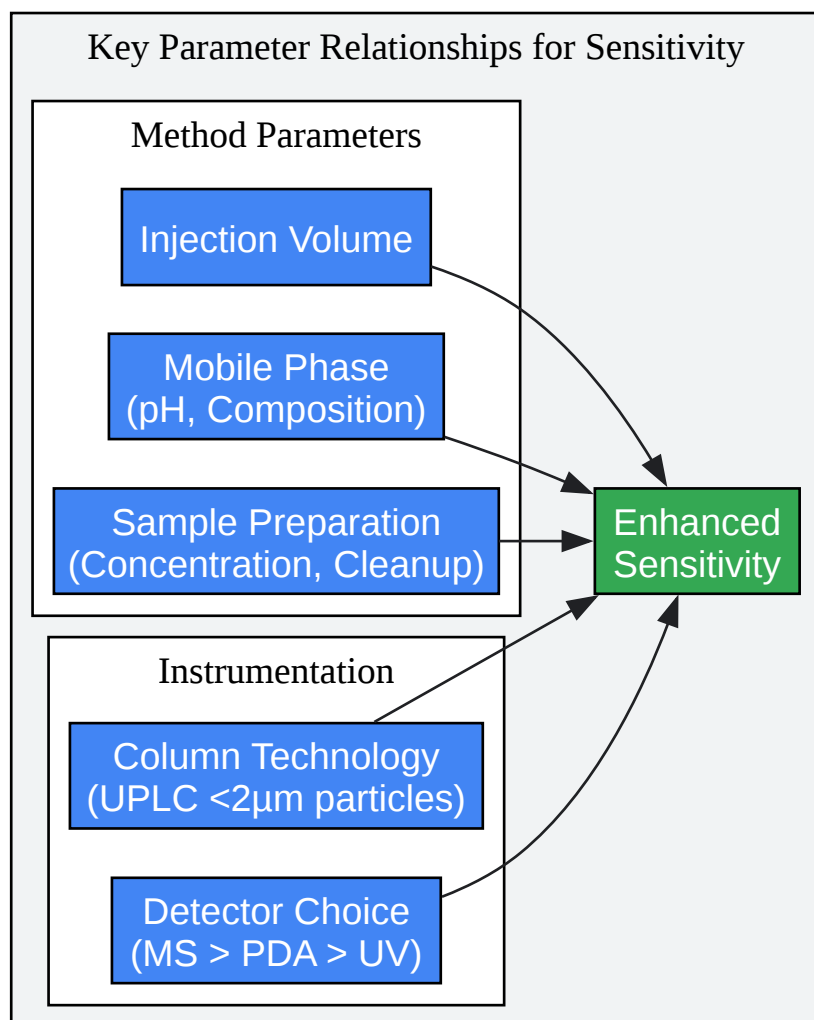 Key Parameter Relationships for Sensitivity
Method Parameters
Injection Volume
Mobile Phase
(pH, Composition)
Sample Preparation
(Concentration, Cleanup)
Enhanced
Sensitivity
Instrumentation
Column Technology
(UPLC <2µm particles)
Detector Choice
(MS > PDA > UV)